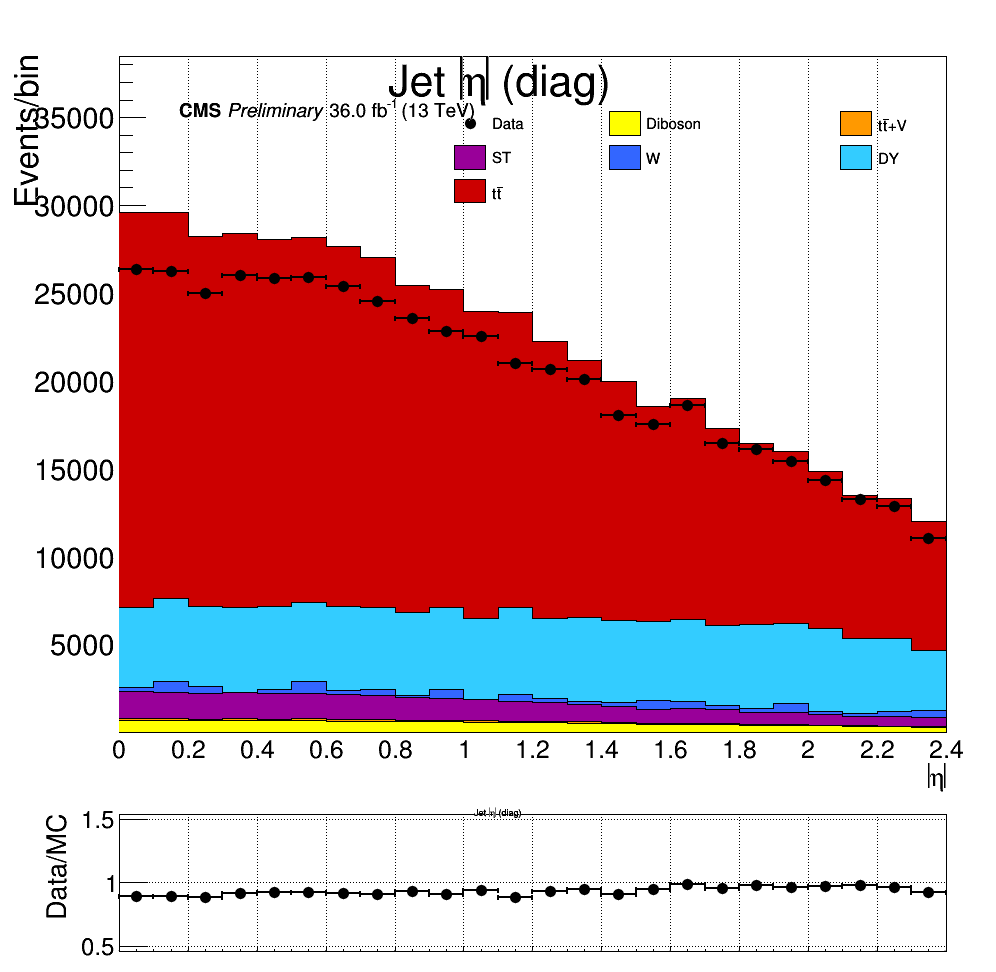 Jet |η| (diag)
Events/bin
CMS Preliminary 36.0 fb⁻¹ (13 TeV)
Data
Diboson
tt̄+V
ST
W
DY
tt̄
35000
30000
25000
20000
15000
10000
5000
0 0.2 0.4 0.6 0.8 1 1.2 1.4 1.6 1.8 2 2.2 2.4
|η|
Jet |η| (diag)
Data/MC
1.5
1
0.5